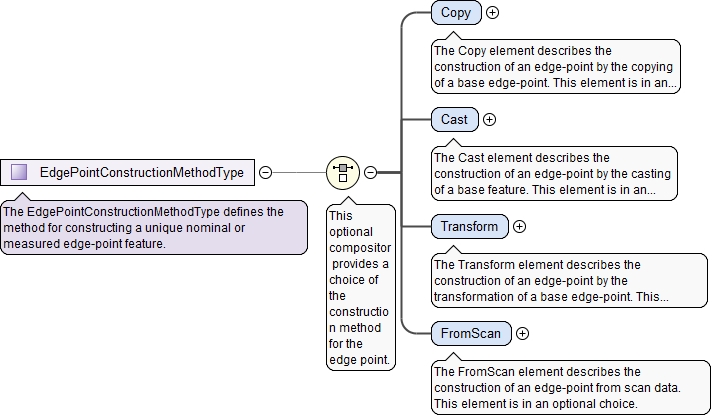 Copy
The Copy element describes the
construction of an edge-point by the copying
of a base edge-point. This element is in an...
Cast
The Cast element describes the
construction of an edge-point by the casting
of a base feature. This element is in an...
EdgePointConstructionMethodType
The EdgePointConstructionMethodType defines the
method for constructing a unique nominal or
measured edge-point feature.
This
optional
compositor
provides a
choice of
the
constructio
n method
for the
edge point.
Transform
The Transform element describes the
construction of an edge-point by the
transformation of a base edge-point. This...
FromScan
The FromScan element describes the
construction of an edge-point from scan data.
This element is in an optional choice.